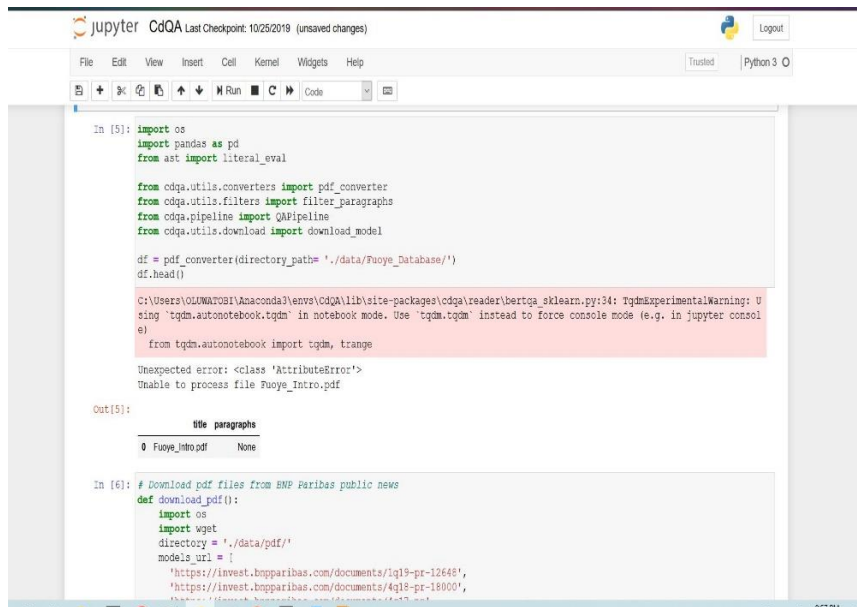 jupyter CdQA Last Checkpoint: 10/25/2019 (unsaved changes) Logout
File Edit View Insert Cell Kernel Widgets Help Trusted Python 3
Run Code
In [5]: import os
import pandas as pd
from ast import literal_eval
from cdqa.utils.converters import pdf_converter
from cdqa.utils.filters import filter_paragraphs
from cdqa.pipeline import QAPipeline
from cdqa.utils.download import download_model
df = pdf_converter(directory_path= './data/Fuoye_Database/')
df.head()
C:\Users\OLUWATOBI\Anaconda3\envs\CdQA\lib\site-packages\cdqa\reader\bertqa_sklearn.py:34: TqdmExperimentalWarning: U
sing `tqdm.autonotebook.tqdm` in notebook mode. Use `tqdm.tqdm` instead to force console mode (e.g. in jupyter consol
e)
from tqdm.autonotebook import tqdm, trange
Unexpected error: <class 'AttributeError'>
Unable to process file Fuoye_Intro.pdf
Out[5]:
title paragraphs
0 Fuoye_Intro.pdf None
In [6]: # Download pdf files from BNP Paribas public news
def download_pdf():
import os
import wget
directory = './data/pdf/'
models_url = [
'https://invest.bnpparibas.com/documents/1q19-pr-12648',
'https://invest.bnpparibas.com/documents/4q18-pr-18000',